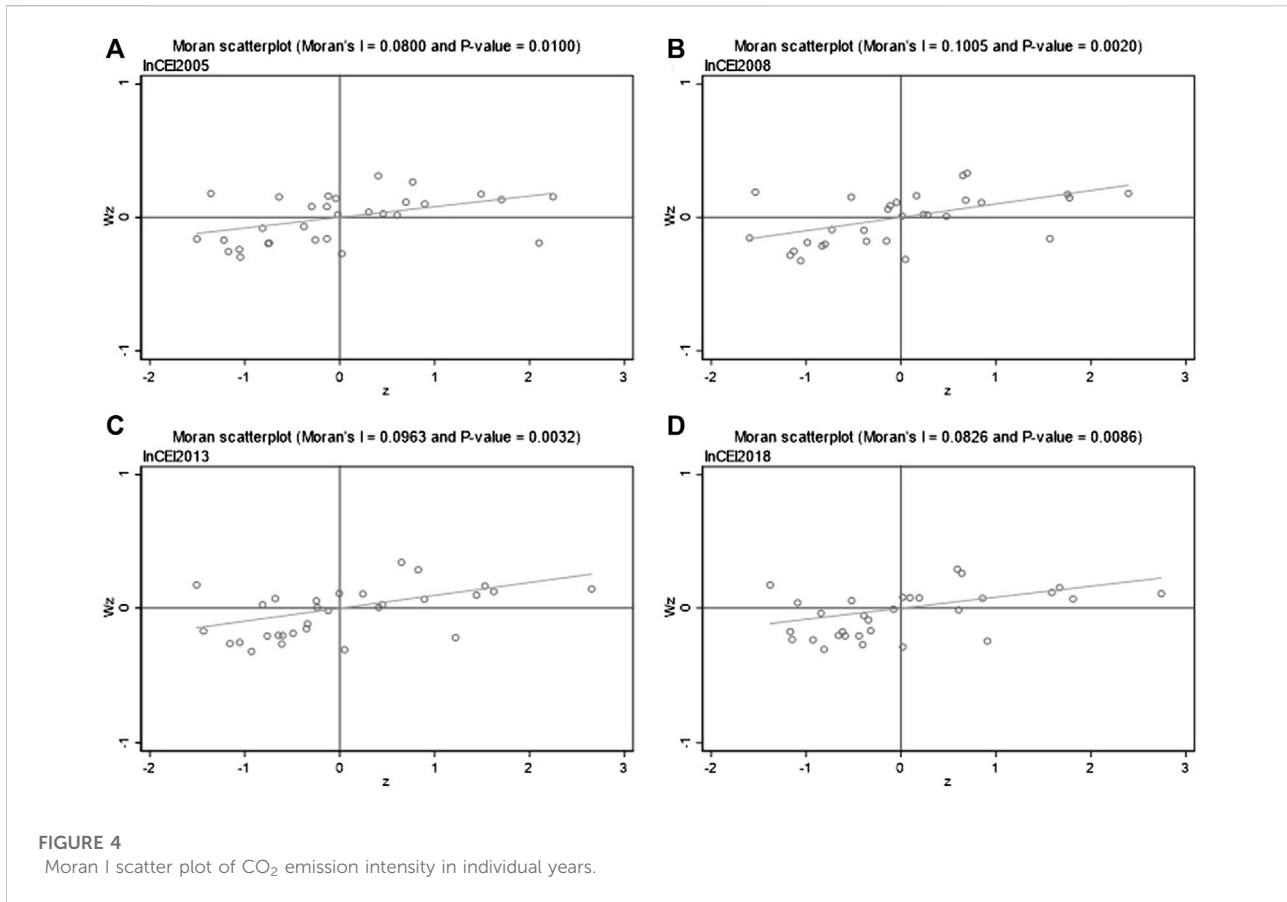 A
Moran scatterplot (Moran's I = 0.0800 and P-value = 0.0100)
lnCEI2005
1
0
-1
Wz
-2 -1 0 1 2 3
z
B
Moran scatterplot (Moran's I = 0.1005 and P-value = 0.0020)
lnCEI2008
1
0
-1
Wz
-2 -1 0 1 2 3
z
C
Moran scatterplot (Moran's I = 0.0963 and P-value = 0.0032)
lnCEI2013
1
0
-1
Wz
-2 -1 0 1 2 3
z
D
Moran scatterplot (Moran's I = 0.0826 and P-value = 0.0086)
lnCEI2018
1
0
-1
Wz
-2 -1 0 1 2 3
z
FIGURE 4
Moran I scatter plot of CO₂ emission intensity in individual years.